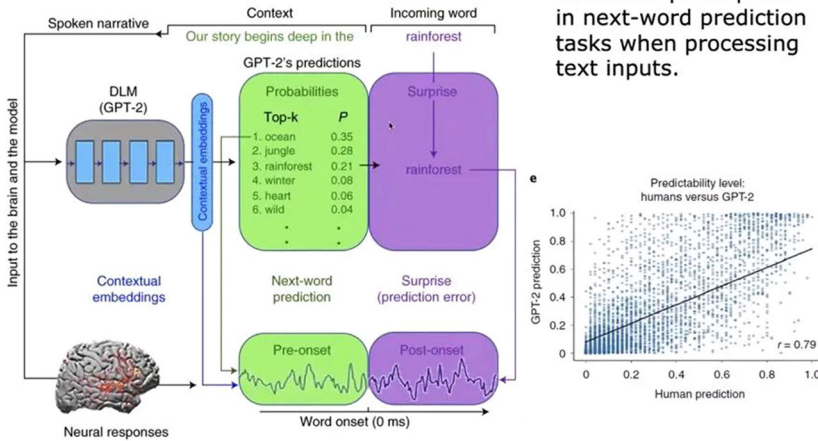 in next-word prediction
tasks when processing
text inputs.
Context
Incoming word
Spoken narrative
Our story begins deep in the
rainforest
GPT-2's predictions
DLM
(GPT-2)
Contextual embeddings
Probabilities
Top-k P
1. ocean 0.35
2. jungle 0.28
3. rainforest 0.21
4. winter 0.08
5. heart 0.06
6. wild 0.04
Surprise
rainforest
Input to the brain and the model
Contextual
embeddings
Next-word
prediction
Surprise
(prediction error)
Pre-onset
Post-onset
Word onset (0 ms)
Neural responses
e
Predictability level:
humans versus GPT-2
GPT-2 prediction
1.0
0.8
0.6
0.4
0.2
0
r = 0.79
0 0.2 0.4 0.6 0.8 1.0
Human prediction